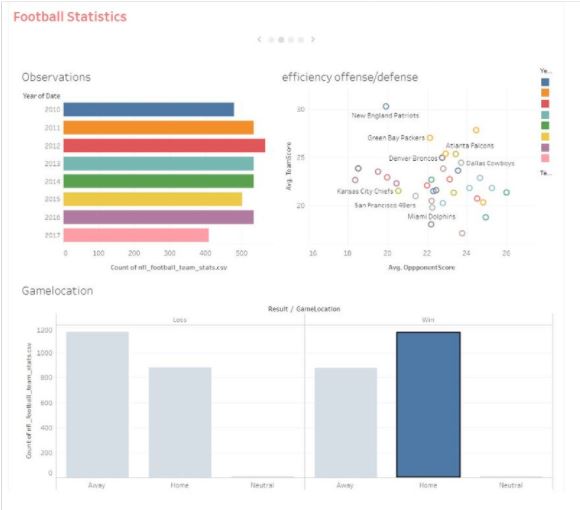 Football Statistics
Observations
Year of Date
2010
2011
2012
2013
2014
2015
2016
2017
0 100 200 300 400 500
Count of nfl_football_team_stats.csv
efficiency offense/defense
Ye...
30
New England Patriots
Green Bay Packers
Atlanta Falcons
25
Denver Broncos
Dallas Cowboys
Avg. TeamScore
Kansas City Chiefs
20
San Francisco 49ers
Miami Dolphins
Te...
16 18 20 22 24 26
Avg. OppponentScore
Gamelocation
Result / GameLocation
Loss Win
1200
1000
800
600
400
200
0
Count of nfl_football_team_stats.csv
Away Home Neutral Away Home Neutral